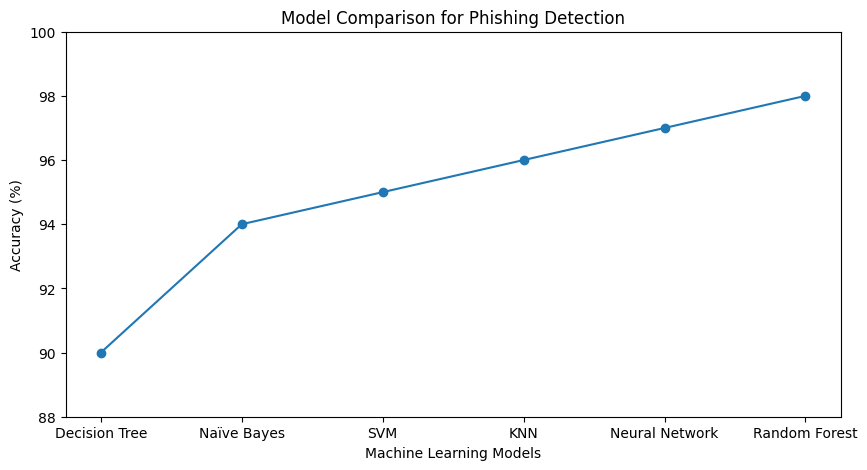 Model Comparison for Phishing Detection
100
98
96
94
92
90
88
Accuracy (%)
Decision Tree Naïve Bayes SVM KNN Neural Network Random Forest
Machine Learning Models